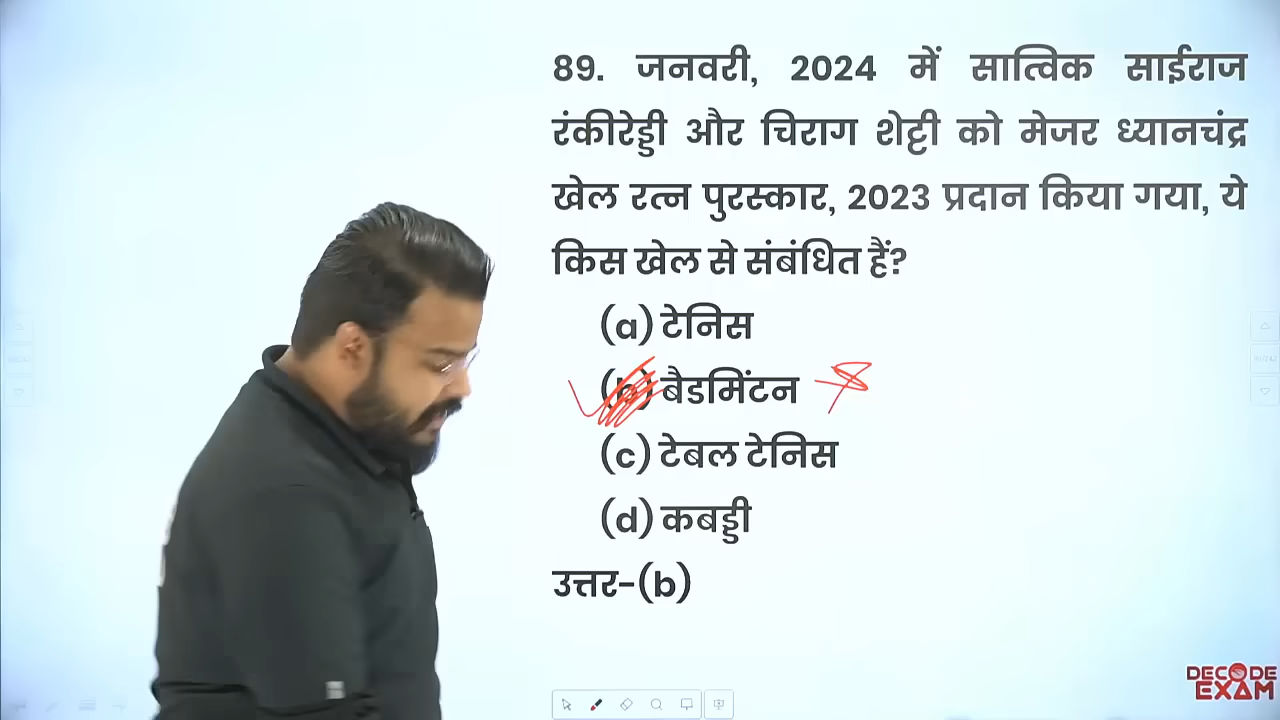 89. जनवरी, 2024 में सात्विक साईराज
रंकीरेड्डी और चिराग शेट्टी को मेजर ध्यानचंद्र
खेल रत्न पुरस्कार, 2023 प्रदान किया गया, ये
किस खेल से संबंधित हैं?
(a) टेनिस
(b) बैडमिंटन
(c) टेबल टेनिस
(d) कबड्डी
उत्तर-(b)
DECODE
EXAM